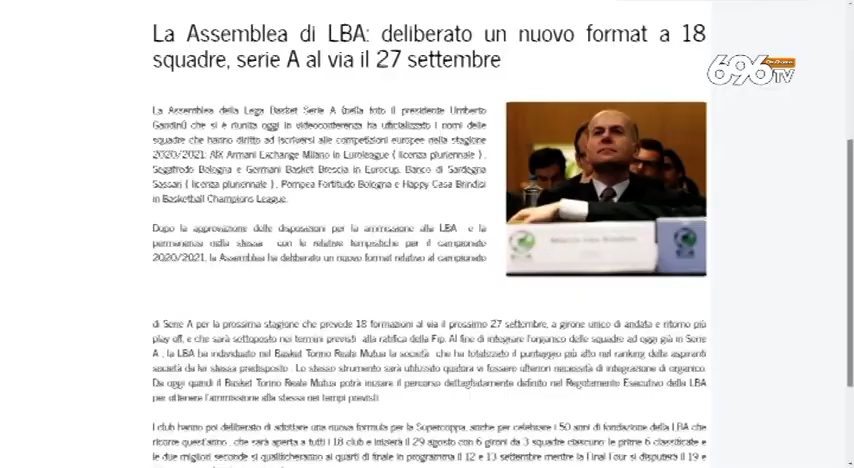 La Assemblea di LBA: deliberato un nuovo format a 18
squadre, serie A al via il 27 settembre
696
TV
La Assemblea della Lega Basket Serie A (nella foto il presidente Umberto
Gandini) che si è riunita oggi in videoconferenza ha ufficializzato i nomi delle
squadre che hanno diritto ad iscriversi alle competizioni europee nella stagione
2020/2021: A|X Armani Exchange Milano in Euroleague ( licenza pluriennale ) ,
Segafredo Bologna e Germani Basket Brescia in Eurocup, Banco di Sardegna
Sassari ( licenza pluriennale ) , Pompea Fortitudo Bologna e Happy Casa Brindisi
in Basketball Champions League.
Dopo la approvazione delle disposizioni per la ammissione alla LBA e la
permanenza nella stessa con le relative tempistiche per il campionato
2020/2021, la Assemblea ha deliberato un nuovo format relativo al campionato
di Serie A per la prossima stagione che prevede 18 formazioni al via il prossimo 27 settembre, a girone unico di andata e ritorno più
play off, e che sarà sottoposto nei termini previsti alla ratifica della Fip. Al fine di integrare l'organico delle squadre ad oggi già in Serie
A , la LBA ha individuato nel Basket Torino Reale Mutua la società che ha totalizzato il punteggio più alto nel ranking delle aspiranti
società da lei stessa predisposto . Lo stesso strumento sarà utilizzato qualora vi fossero ulteriori necessità di integrazione di organico.
Da oggi quindi il Basket Torino Reale Mutua potrà iniziare il percorso dettagliatamente definito nel Regolamento Esecutivo della LBA
per ottenere l'ammissione alla stessa nei tempi previsti.
I club hanno poi deliberato di adottare una nuova formula per la Supercoppa, anche per celebrare i 50 anni di fondazione della LBA che
ricorre quest'anno , che sarà aperta a tutti i 18 club e inizierà il 29 agosto con 6 gironi da 3 squadre ciascuno: le prime 6 classificate e
le due migliori seconde si qualificheranno ai quarti di finale in programma il 12 e 13 settembre mentre la Final Four si disputerà il 19 e